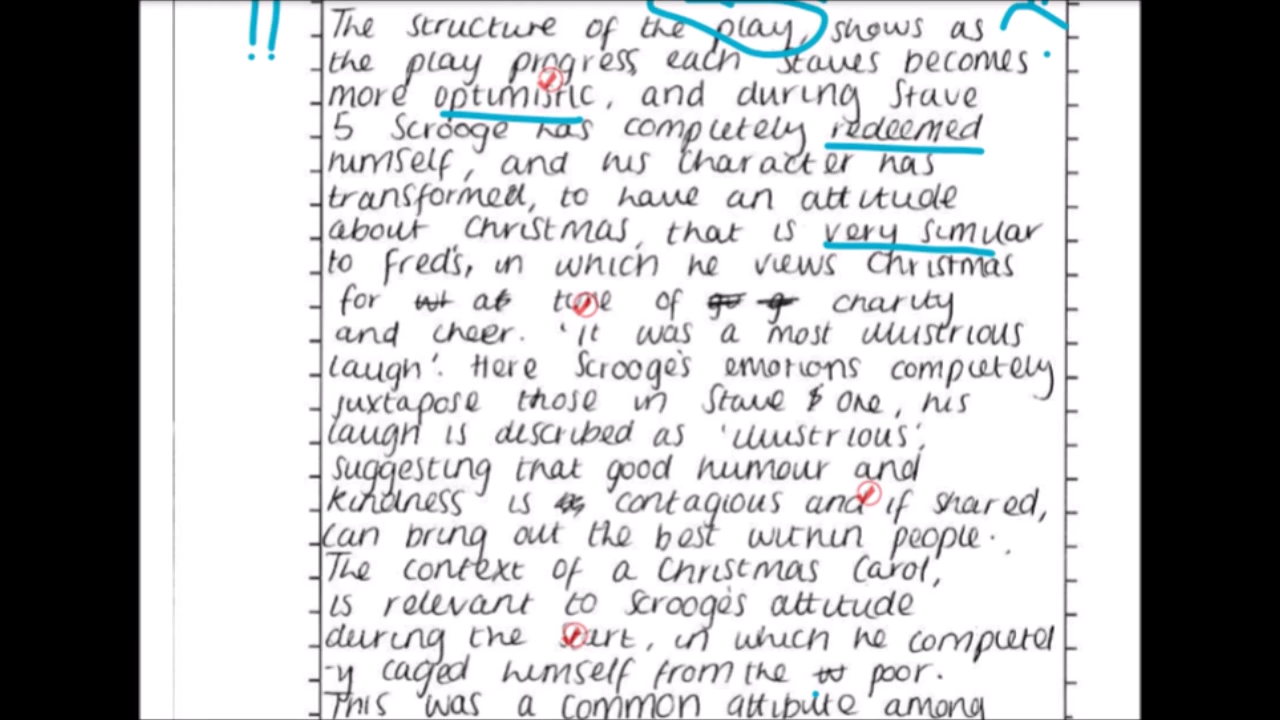 !!
The structure of the play, shows as
the play progress, each staves becomes
more optimistic, and during Stave
5 Scrooge has completely redeemed
himself, and his character has
transformed, to have an attitude
about Christmas, that is very similar
to Fred's, in which he views Christmas
for at time of charity
and cheer. 'It was a most illustrious
laugh'. Here Scrooge's emotions completely
juxtapose those in Stave one, his
laugh is described as 'illustrious',
suggesting that good humour and
kindness is contagious and if shared,
can bring out the best within people.
The context of a Christmas Carol,
is relevant to Scrooge's attitude
during the start, in which he completel
-y caged himself from the poor.
This was a common attibute among